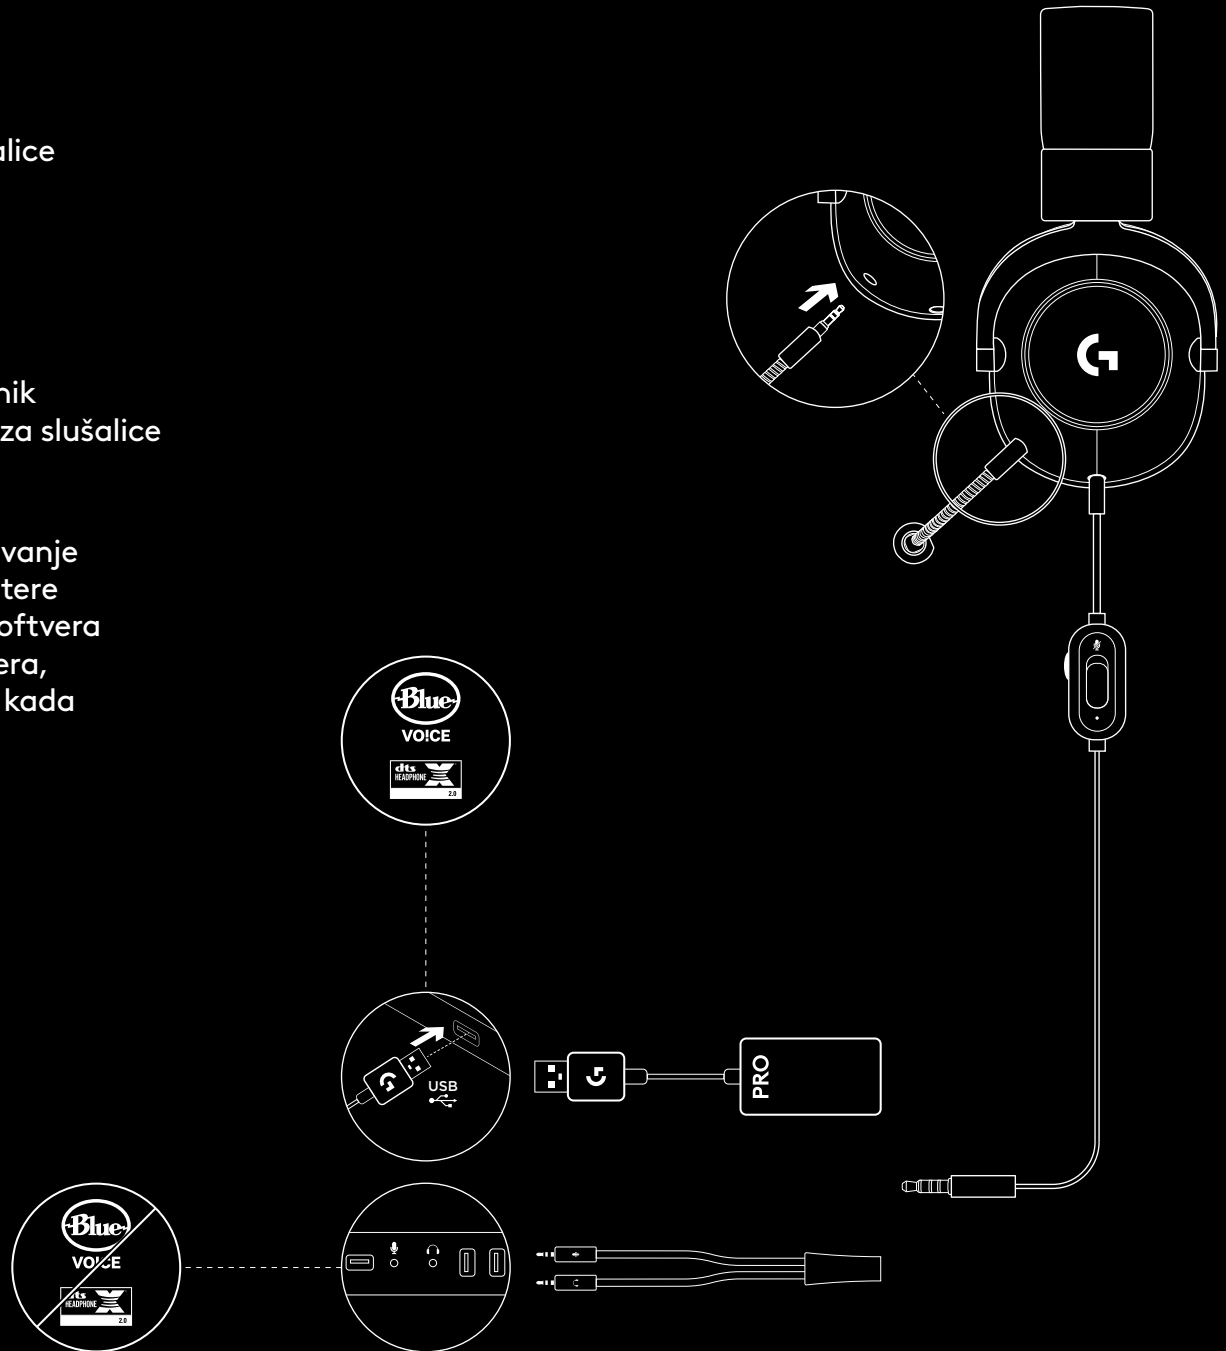 alice
nik
za slušalice
vanje
tere
oftvera
era,
kada
Blue
VO!CE
dts
HEADPHONE X
2.0
USB
PRO
Blue
VO!CE
dts
HEADPHONE X
2.0